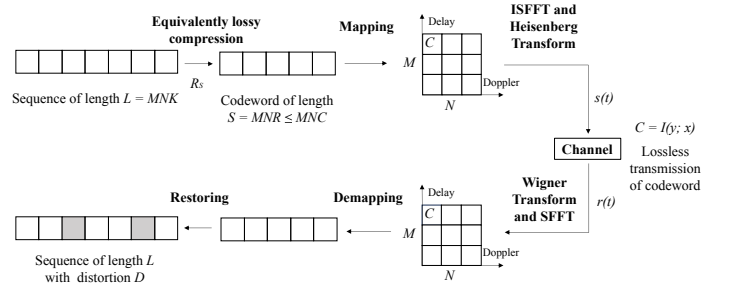 Equivalently lossy
compression
Mapping
Delay
ISFFT and
Heisenberg
Transform
C
M
Doppler
N
R_S
Sequence of length L = MNK
Codeword of length
S = MNR ≤ MNC
s(t)
C = I(y; x)
Channel
Lossless
transmission
of codeword
Restoring
Demapping
Delay
Wigner
Transform
and SFFT
r(t)
C
M
Doppler
N
Sequence of length L
with distortion D